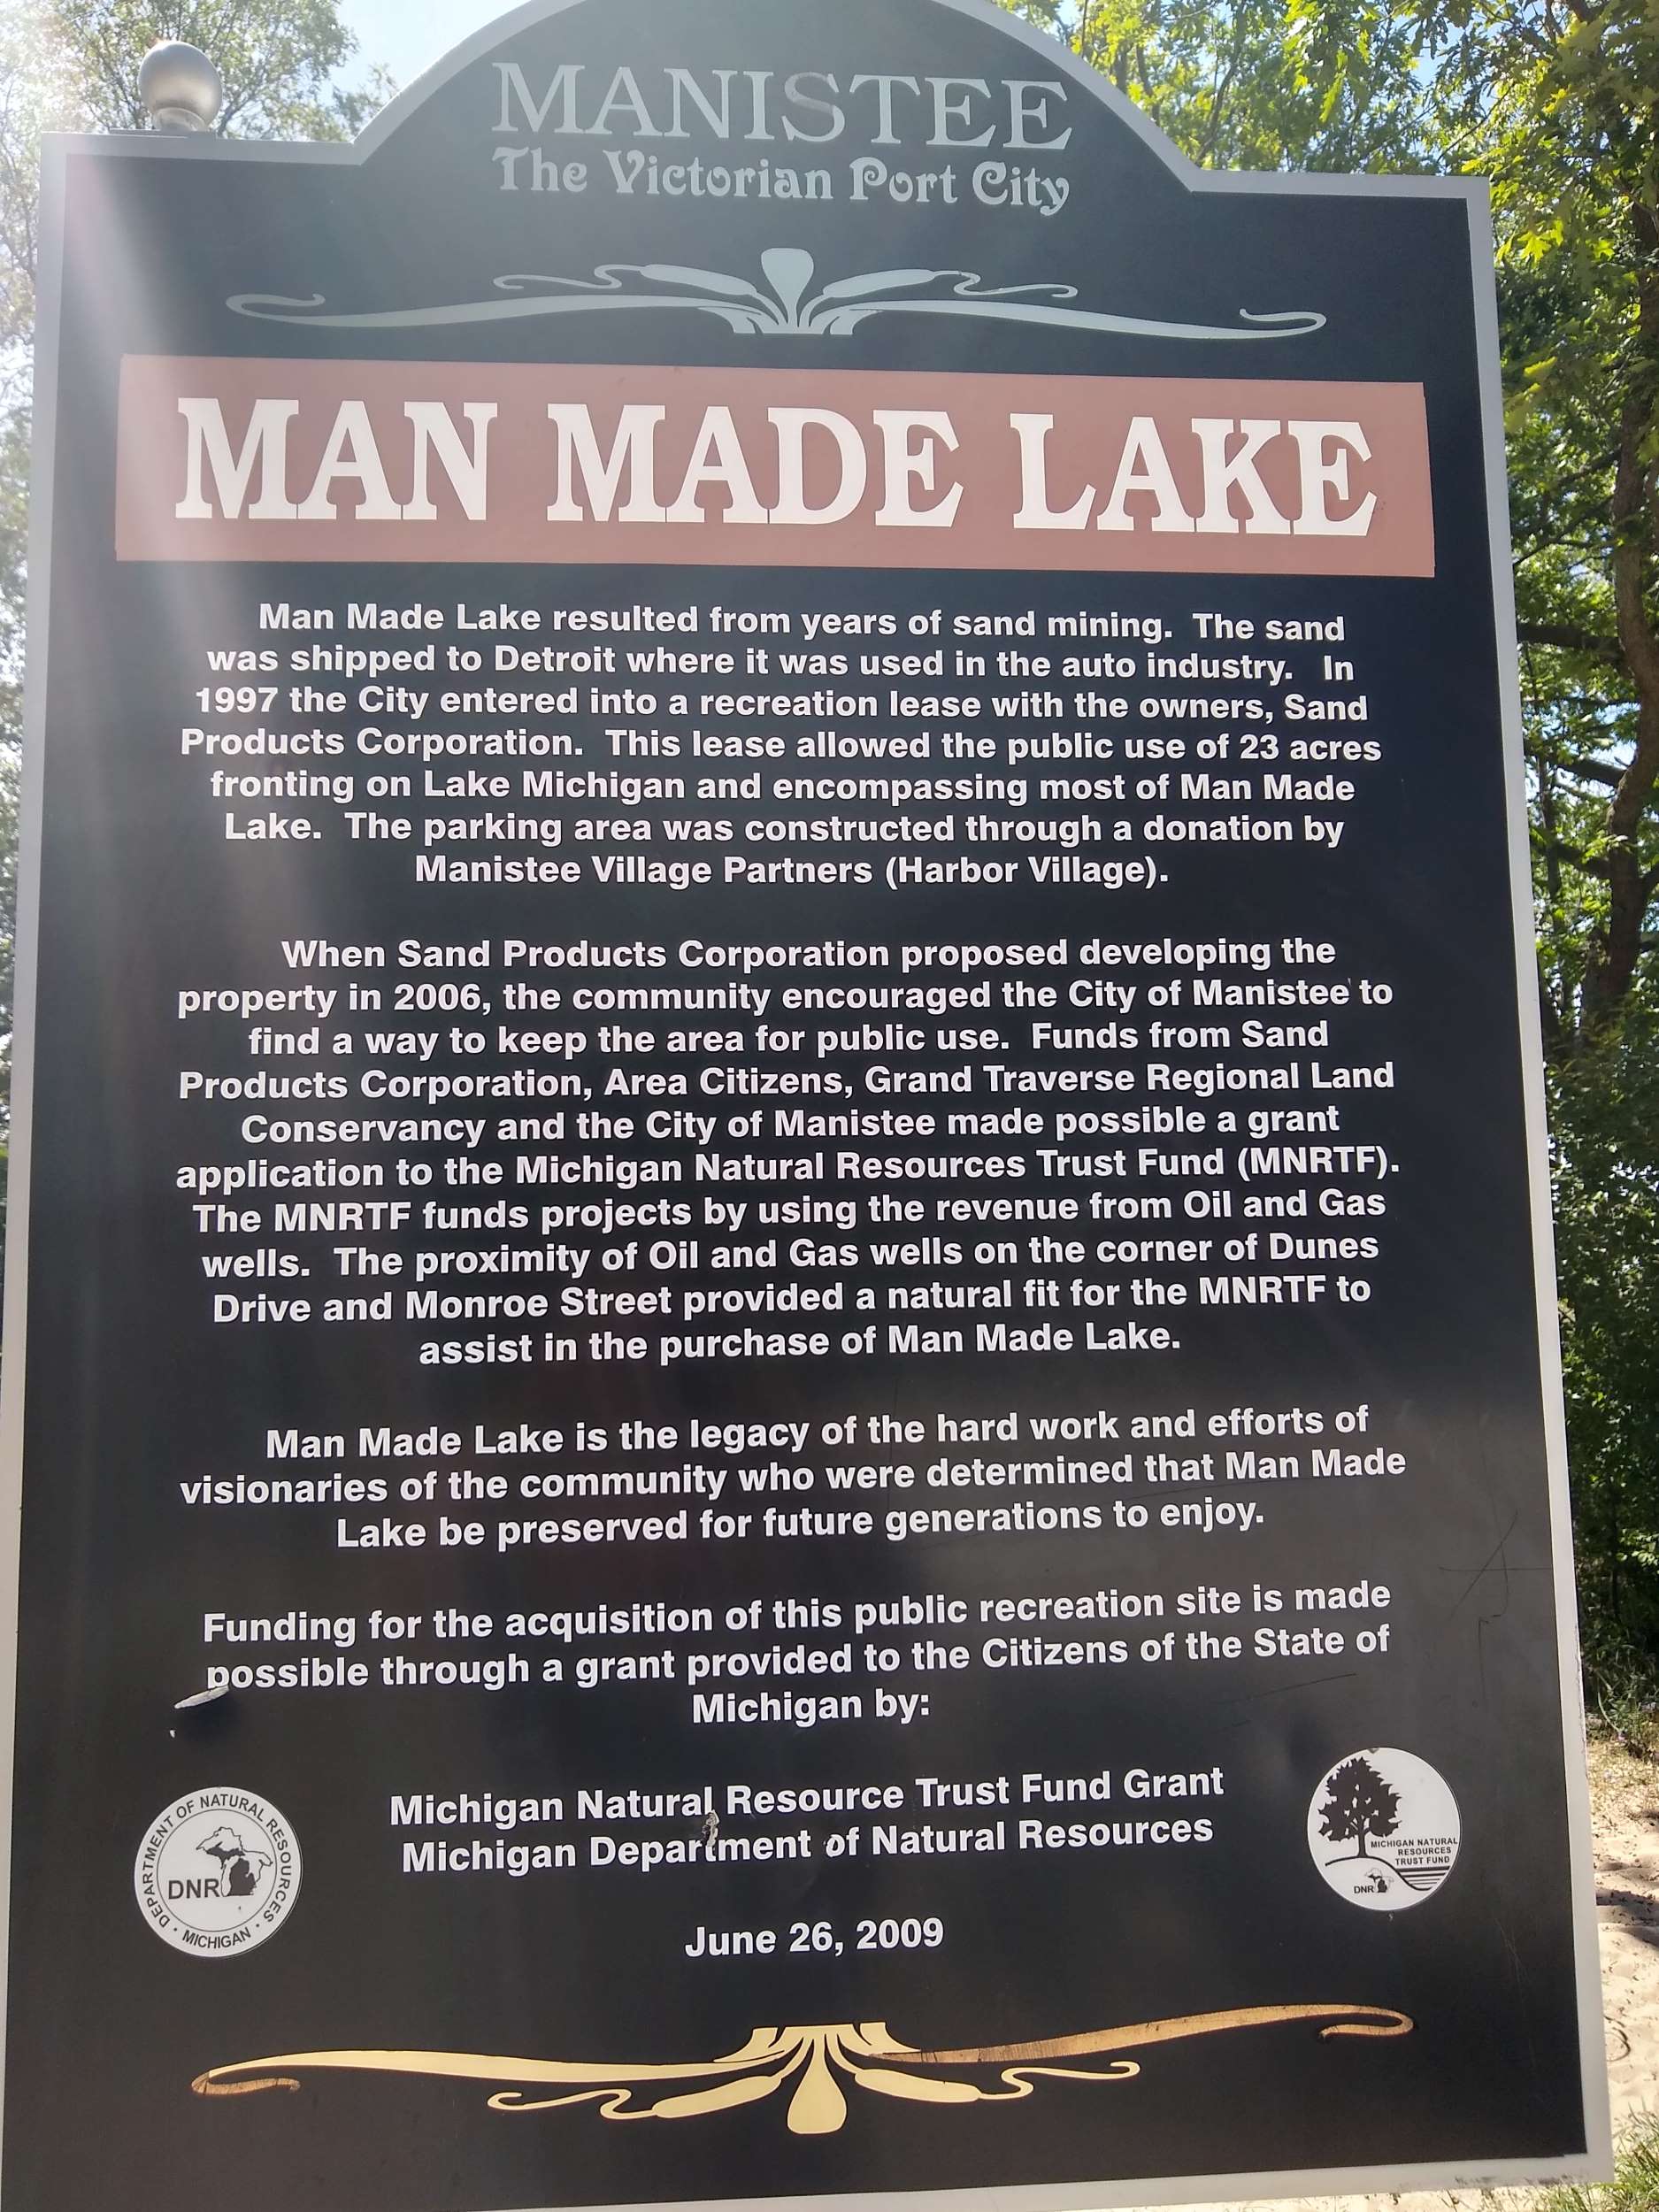 MANISTEE
The Victorian Port City
MAN MADE LAKE
Man Made Lake resulted from years of sand mining. The sand
was shipped to Detroit where it was used in the auto industry. In
1997 the City entered into a recreation lease with the owners, Sand
Products Corporation. This lease allowed the public use of 23 acres
fronting on Lake Michigan and encompassing most of Man Made
Lake. The parking area was constructed through a donation by
Manistee Village Partners (Harbor Village).
When Sand Products Corporation proposed developing the
property in 2006, the community encouraged the City of Manistee to
find a way to keep the area for public use. Funds from Sand
Products Corporation, Area Citizens, Grand Traverse Regional Land
Conservancy and the City of Manistee made possible a grant
application to the Michigan Natural Resources Trust Fund (MNRTF).
The MNRTF funds projects by using the revenue from Oil and Gas
wells. The proximity of Oil and Gas wells on the corner of Dunes
Drive and Monroe Street provided a natural fit for the MNRTF to
assist in the purchase of Man Made Lake.
Man Made Lake is the legacy of the hard work and efforts of
visionaries of the community who were determined that Man Made
Lake be preserved for future generations to enjoy.
Funding for the acquisition of this public recreation site is made
possible through a grant provided to the Citizens of the State of
Michigan by:
Michigan Natural Resource Trust Fund Grant
Michigan Department of Natural Resources
DEPARTMENT OF NATURAL RESOURCES
DNR
• MICHIGAN •
MICHIGAN NATURAL
RESOURCES
TRUST FUND
DNR
June 26, 2009